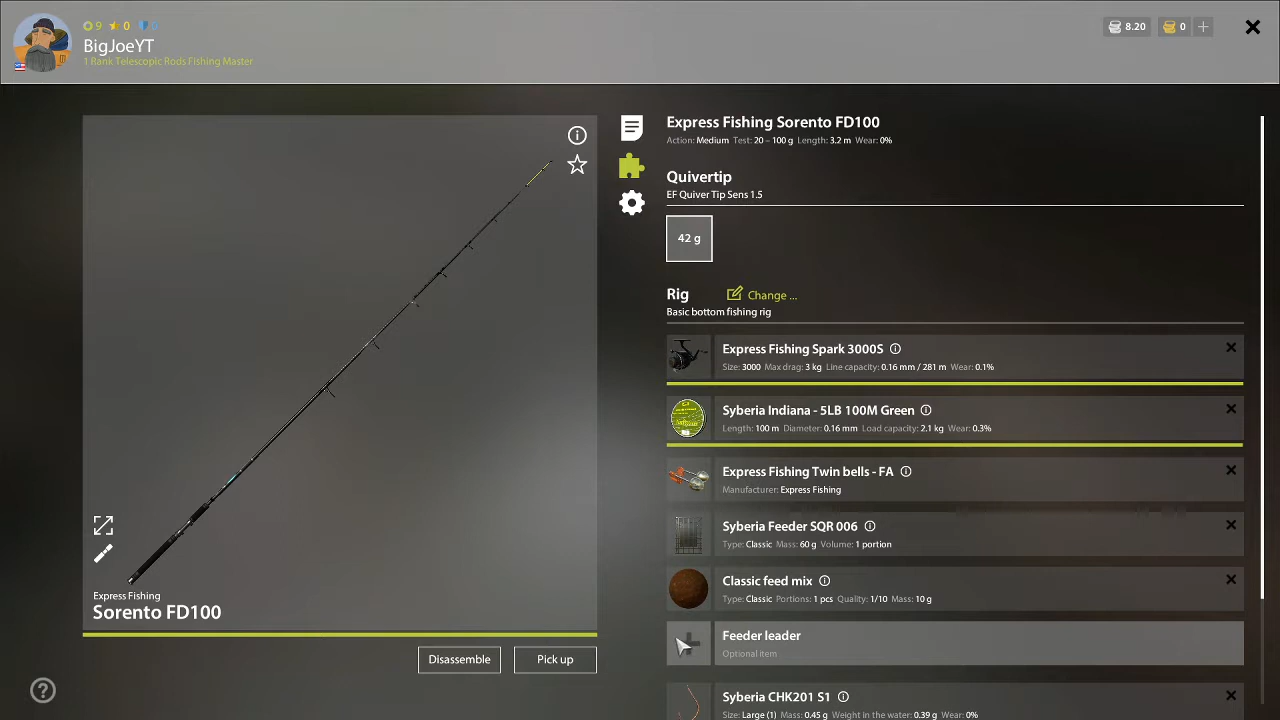 9 0 0
BigJoeYT
1 Rank Telescopic Rods Fishing Master
8.20
0 +
Express Fishing Sorento FD100
Action: Medium Test: 20 – 100 g Length: 3.2 m Wear: 0%
Quivertip
EF Quiver Tip Sens 1.5
42 g
Rig Change ...
Basic bottom fishing rig
Express Fishing Spark 3000S
Size: 3000 Max drag: 3 kg Line capacity: 0.16 mm / 281 m Wear: 0.1%
Syberia Indiana - 5LB 100M Green
Length: 100 m Diameter: 0.16 mm Load capacity: 2.1 kg Wear: 0.3%
Express Fishing Twin bells - FA
Manufacturer: Express Fishing
Syberia Feeder SQR 006
Type: Classic Mass: 60 g Volume: 1 portion
Classic feed mix
Type: Classic Portions: 1 pcs Quality: 1/10 Mass: 10 g
Feeder leader
Optional item
Syberia CHK201 S1
Size: Large (1) Mass: 0.45 g Weight in the water: 0.39 g Wear: 0%
Express Fishing
Sorento FD100
Disassemble
Pick up
?